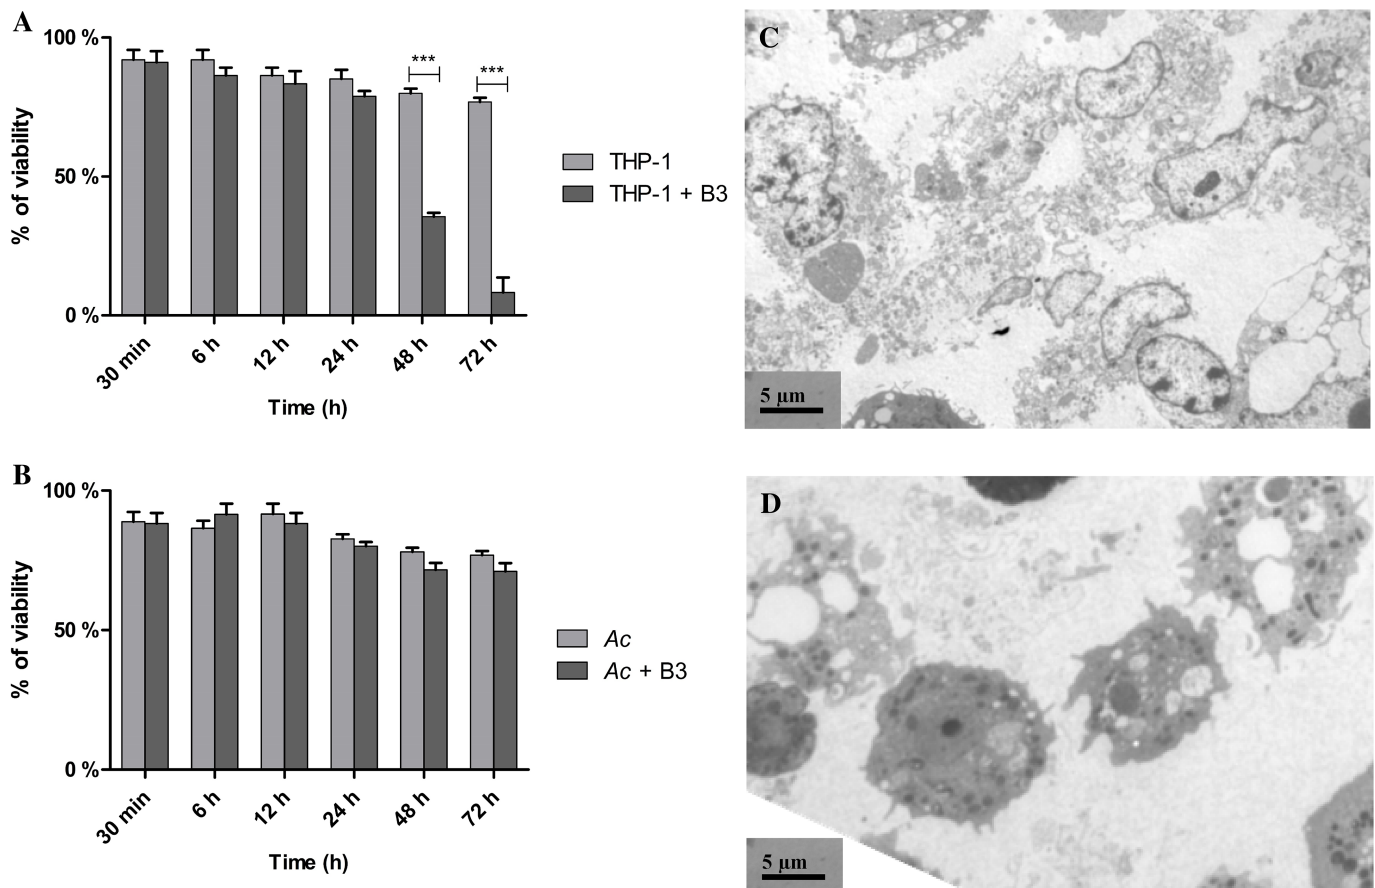 A
% of viability
100 %
50 %
0 %
***
***
30 min
6 h
12 h
24 h
48 h
72 h
Time (h)
THP-1
THP-1 + B3
C
5 µm
B
% of viability
100 %
50 %
0 %
30 min
6 h
12 h
24 h
48 h
72 h
Time (h)
Ac
Ac + B3
D
5 µm